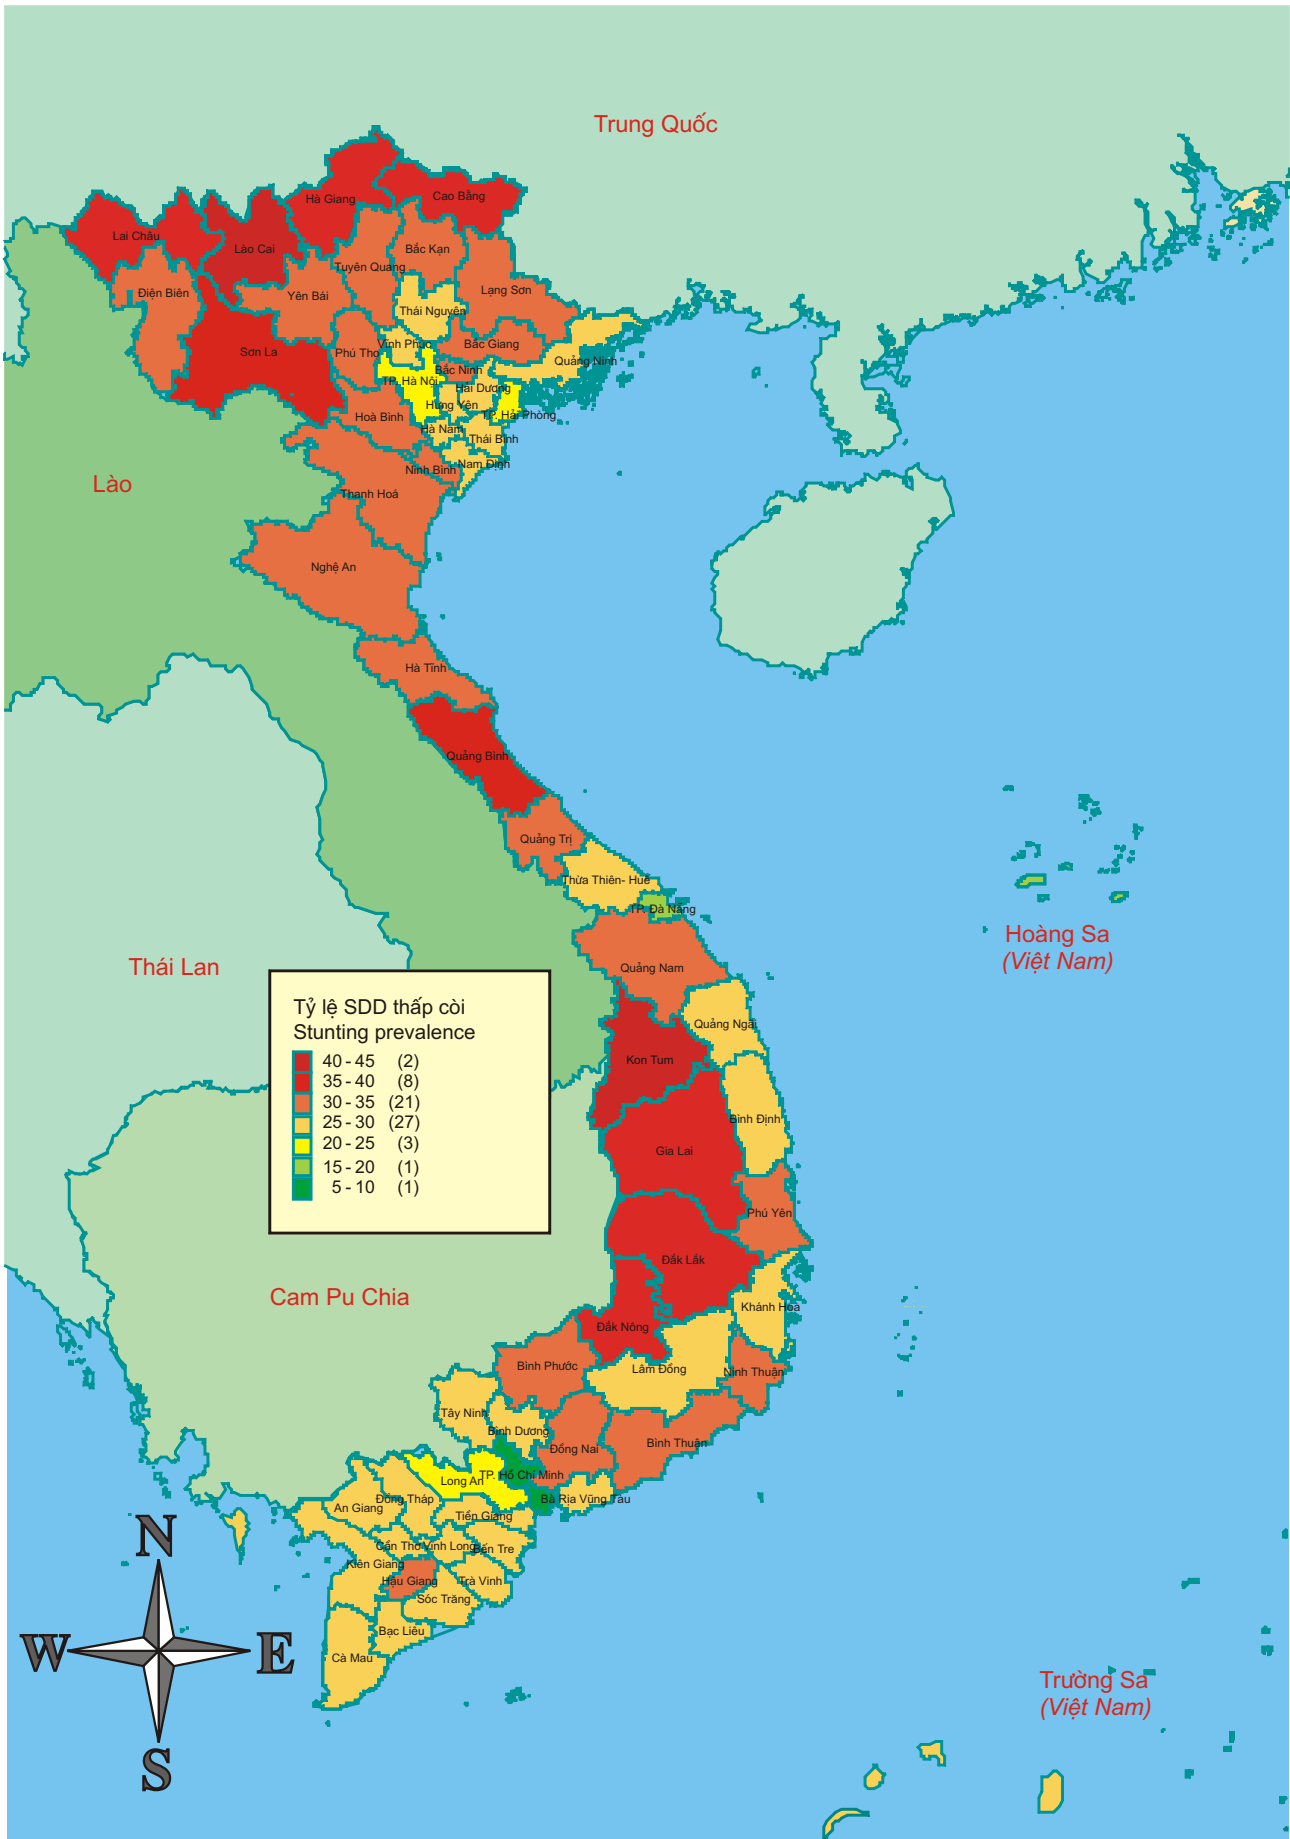 Trung Quốc
Hà Giang
Cao Bằng
Lai Châu
Lào Cai
Bắc Kạn
Tuyên Quang
Điện Biên
Yên Bái
Lạng Sơn
Thái Nguyên
Sơn La
Phú Thọ
Vĩnh Phúc
Bắc Giang
Quảng Ninh
Bắc Ninh
TP. Hà Nội
Hải Dương
Hưng Yên
TP. Hải Phòng
Hoà Bình
Hà Nam
Thái Bình
Ninh Bình
Nam Định
Lào
Thanh Hoá
Nghệ An
Hà Tĩnh
Quảng Bình
Quảng Trị
Thừa Thiên- Huế
TP. Đà Nẵng
Hoàng Sa
(Việt Nam)
Thái Lan
Quảng Nam
Tỷ lệ SDD thấp còi
Stunting prevalence
40 - 45 (2)
35 - 40 (8)
30 - 35 (21)
25 - 30 (27)
20 - 25 (3)
15 - 20 (1)
5 - 10 (1)
Quảng Ngãi
Kon Tum
Bình Định
Gia Lai
Phú Yên
Đắk Lắk
Cam Pu Chia
Khánh Hoà
Đắk Nông
Bình Phước
Lâm Đồng
Ninh Thuận
Tây Ninh
Bình Dương
Đồng Nai
Bình Thuận
TP. Hồ Chí Minh
Long An
Bà Rịa Vũng Tàu
Đồng Tháp
An Giang
Tiền Giang
Cần Thơ
Vĩnh Long
Bến Tre
Kiên Giang
Hậu Giang
Trà Vinh
Sóc Trăng
Bạc Liêu
Cà Mau
N
W
E
S
Trường Sa
(Việt Nam)